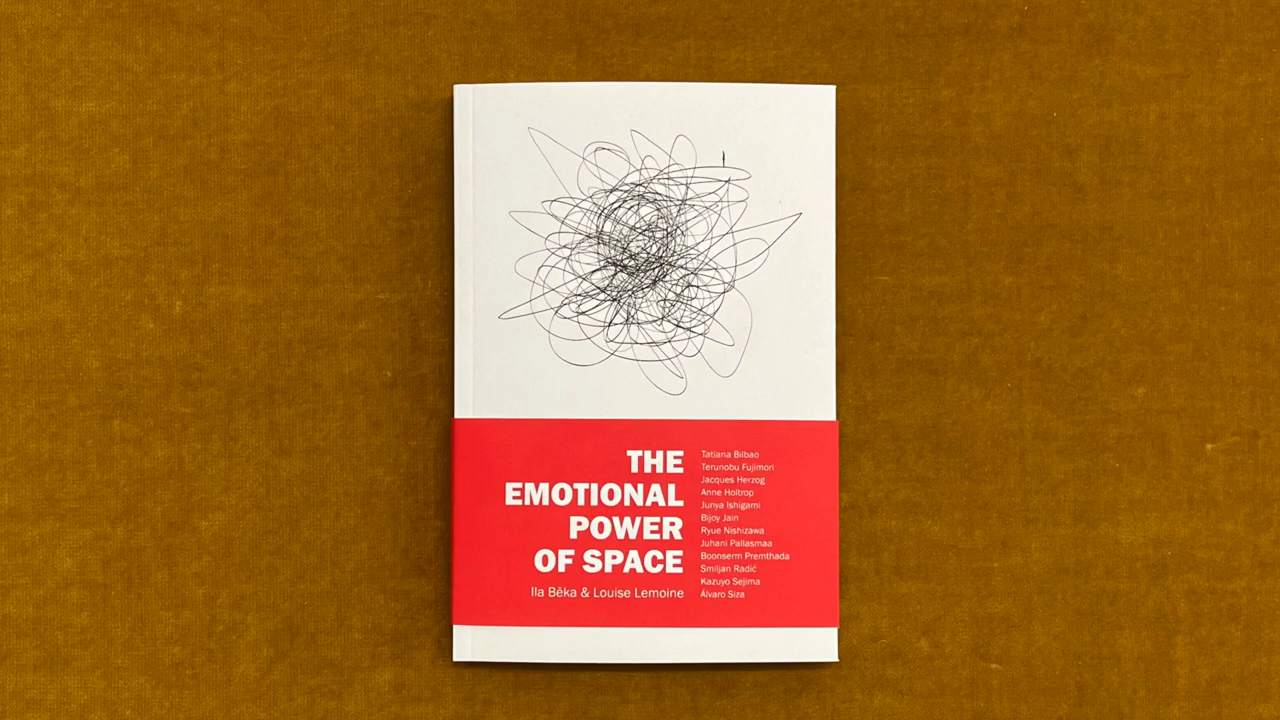 THE
EMOTIONAL
POWER
OF SPACE
Ila Bêka & Louise Lemoine
Tatiana Bilbao
Terunobu Fujimori
Jacques Herzog
Anne Holtrop
Junya Ishigami
Bijoy Jain
Ryue Nishizawa
Juhani Pallasmaa
Boonserm Premthada
Smiljan Radić
Kazuyo Sejima
Álvaro Siza